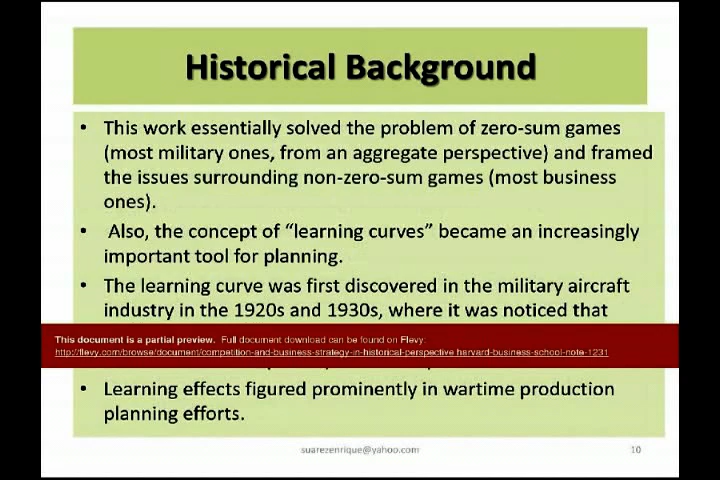 Historical Background
• This work essentially solved the problem of zero-sum games
(most military ones, from an aggregate perspective) and framed
the issues surrounding non-zero-sum games (most business
ones).
• Also, the concept of “learning curves” became an increasingly
important tool for planning.
• The learning curve was first discovered in the military aircraft
industry in the 1920s and 1930s, where it was noticed that
This document is a partial preview. Full document download can be found on Flevy:
http://flevy.com/browse/document/competition-and-business-strategy-in-historical-perspective-harvard-business-school-note-1231
• Learning effects figured prominently in wartime production
planning efforts.
suarezenrique@yahoo.com
10